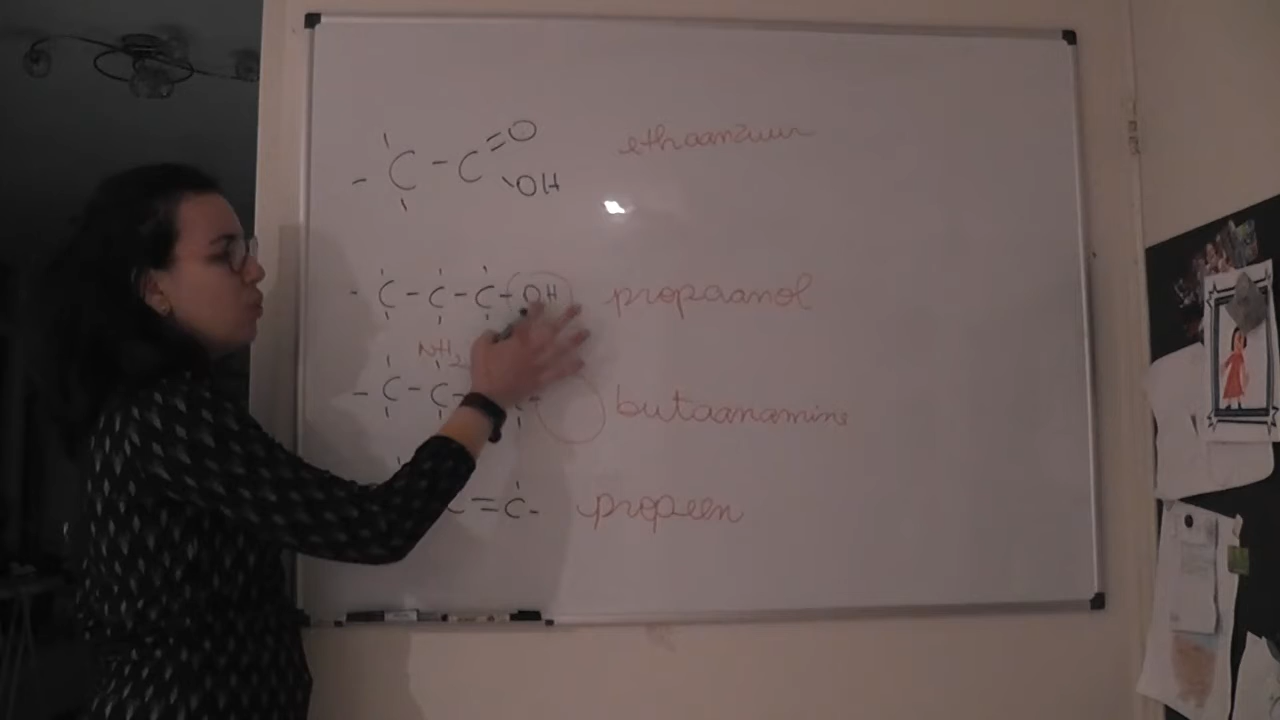 C - C = O OH ethaanzuur
- C - C - C - OH propaanol
NH2
- C - C - butaanamine
C = C - propeen